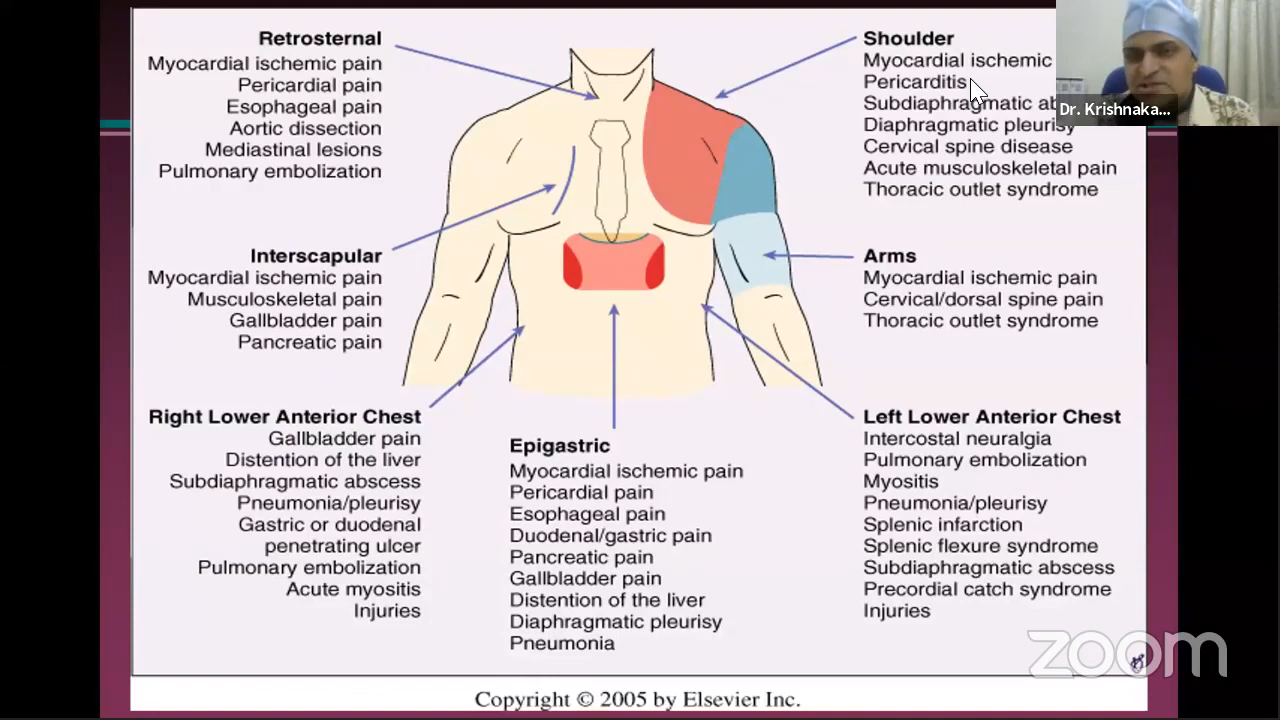 Retrosternal
Myocardial ischemic pain
Pericardial pain
Esophageal pain
Aortic dissection
Mediastinal lesions
Pulmonary embolization
Shoulder
Myocardial ischemic
Pericarditis
Subdiaphragmatic
Diaphragmatic pleurisy
Cervical spine disease
Acute musculoskeletal pain
Thoracic outlet syndrome
Dr. Krishnaka...
Interscapular
Myocardial ischemic pain
Musculoskeletal pain
Gallbladder pain
Pancreatic pain
Arms
Myocardial ischemic pain
Cervical/dorsal spine pain
Thoracic outlet syndrome
Right Lower Anterior Chest
Gallbladder pain
Distention of the liver
Subdiaphragmatic abscess
Pneumonia/pleurisy
Gastric or duodenal
penetrating ulcer
Pulmonary embolization
Acute myositis
Injuries
Epigastric
Myocardial ischemic pain
Pericardial pain
Esophageal pain
Duodenal/gastric pain
Pancreatic pain
Gallbladder pain
Distention of the liver
Diaphragmatic pleurisy
Pneumonia
Left Lower Anterior Chest
Intercostal neuralgia
Pulmonary embolization
Myositis
Pneumonia/pleurisy
Splenic infarction
Splenic flexure syndrome
Subdiaphragmatic abscess
Precordial catch syndrome
Injuries
zoom
Copyright © 2005 by Elsevier Inc.